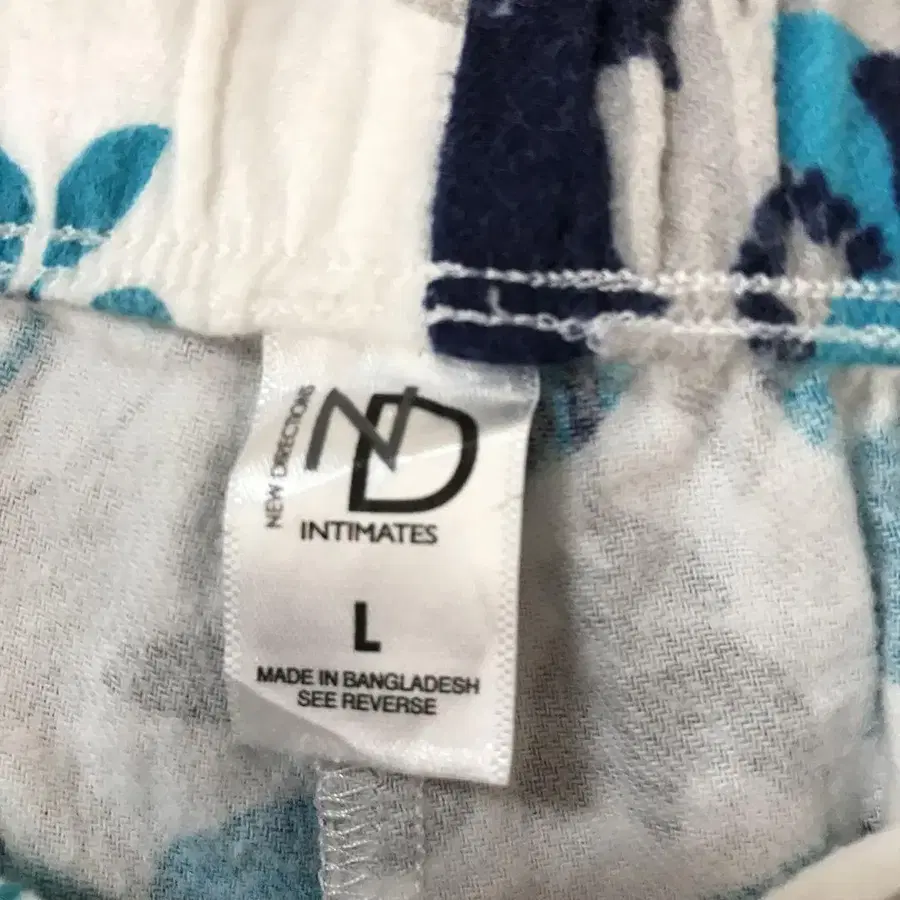 NEW DIRECTIONS
ND
INTIMATES
L
MADE IN BANGLADESH
SEE REVERSE